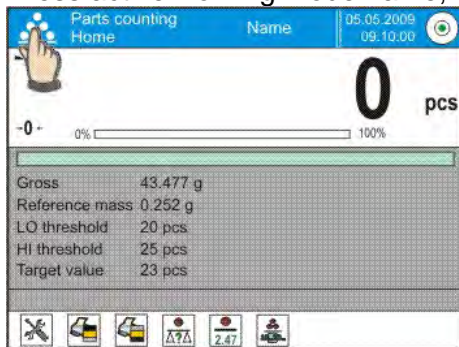 Parts counting
Home
Name
05.05.2009
09:10:00
0 pcs
-0-
0%
100%
Gross 43.477 g
Reference mass 0.252 g
LO threshold 20 pcs
HI threshold 25 pcs
Target value 23 pcs
2.47